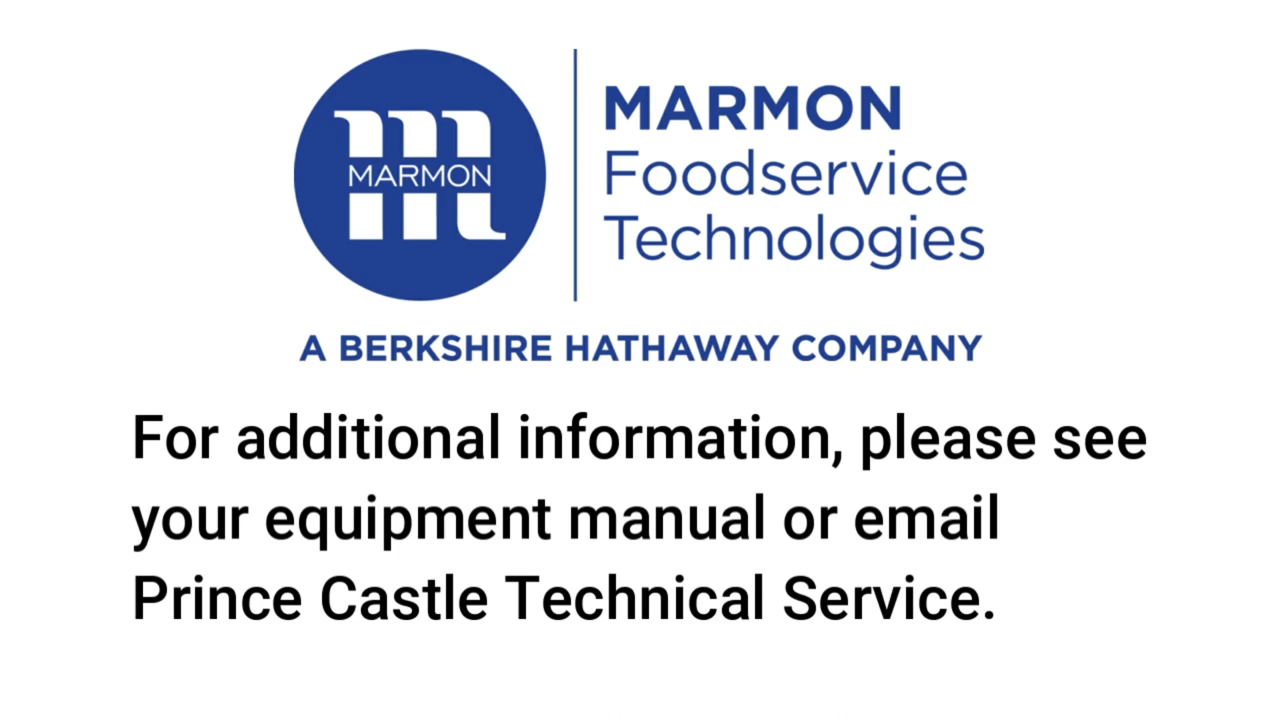 MARMON
MARMON
Foodservice
Technologies
A BERKSHIRE HATHAWAY COMPANY
For additional information, please see
your equipment manual or email
Prince Castle Technical Service.